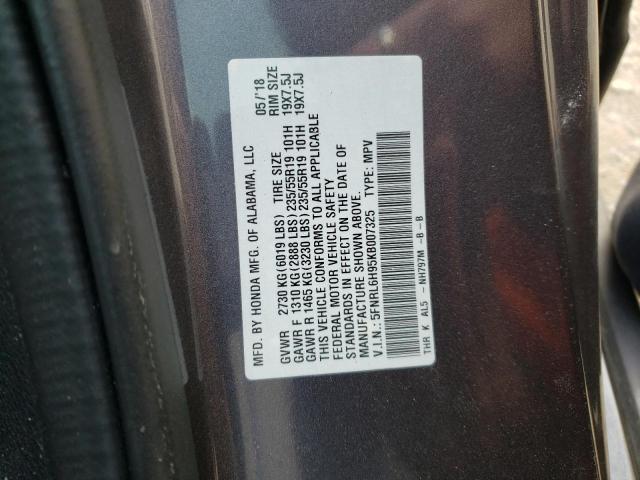 MFD. BY HONDA MFG. OF ALABAMA, LLC 05/'18
GVWR 2730 KG(6019 LBS) TIRE SIZE RIM SIZE
GAWR F 1310 KG(2888 LBS) 235/55R19 101H 19X7.5J
GAWR R 1465 KG(3230 LBS) 235/55R19 101H 19X7.5J
THIS VEHICLE CONFORMS TO ALL APPLICABLE
FEDERAL MOTOR VEHICLE SAFETY
STANDARDS IN EFFECT ON THE DATE OF
MANUFACTURE SHOWN ABOVE.
V.I.N.: 5FNRL6H95KB007325 TYPE: MPV
THR K AL5 - NH797M -B -B